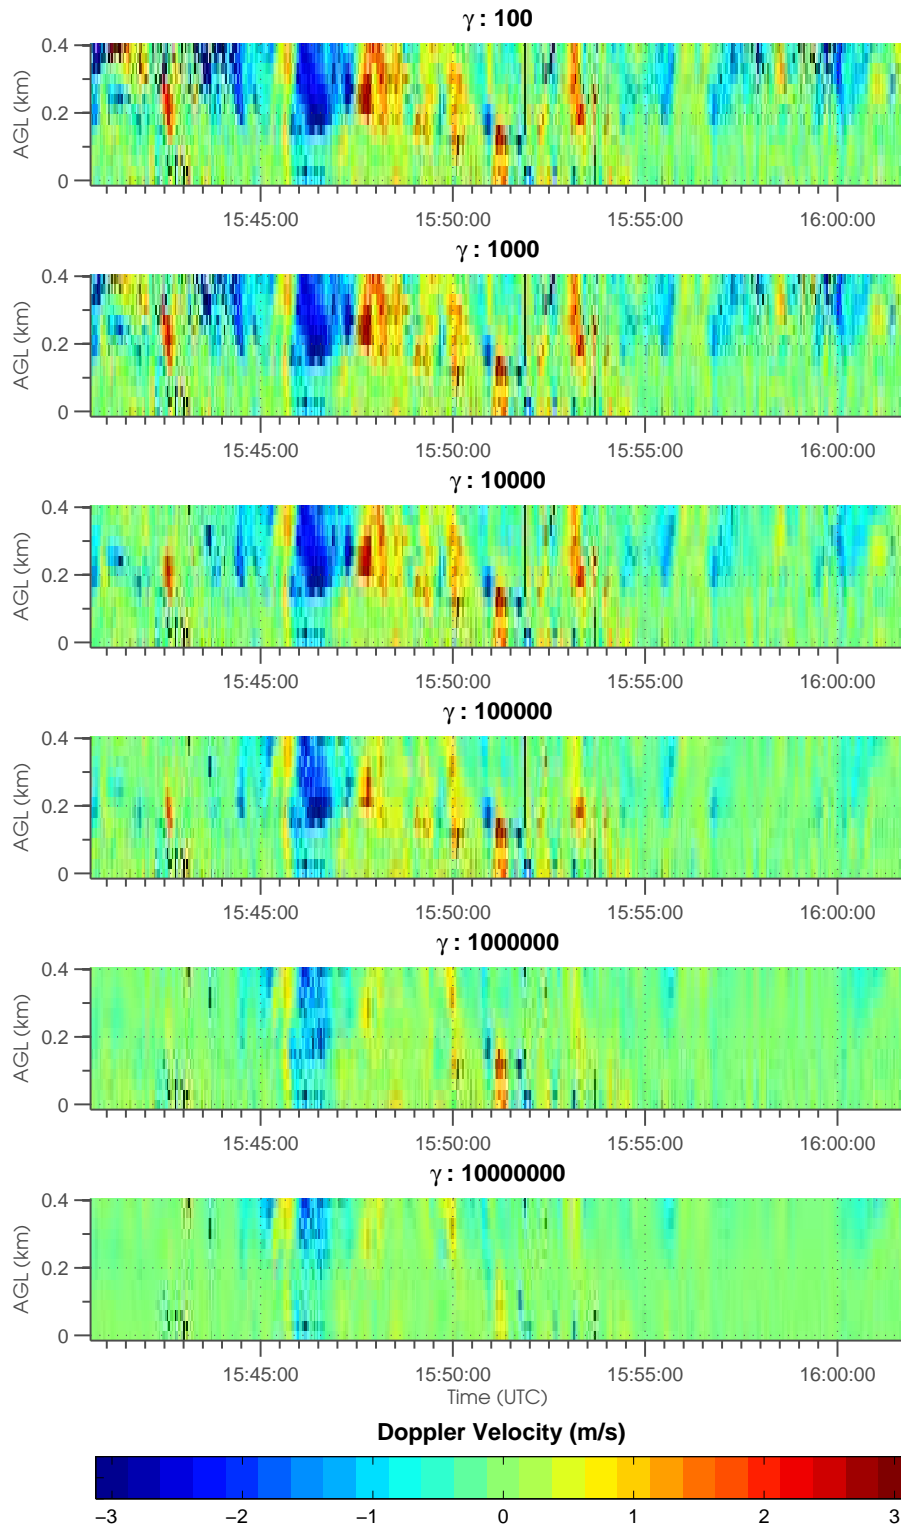 γ : 100
0.4
0.2
0
AGL (km)
15:45:00 15:50:00 15:55:00 16:00:00
γ : 1000
0.4
0.2
0
AGL (km)
15:45:00 15:50:00 15:55:00 16:00:00
γ : 10000
0.4
0.2
0
AGL (km)
15:45:00 15:50:00 15:55:00 16:00:00
γ : 100000
0.4
0.2
0
AGL (km)
15:45:00 15:50:00 15:55:00 16:00:00
γ : 1000000
0.4
0.2
0
AGL (km)
15:45:00 15:50:00 15:55:00 16:00:00
γ : 10000000
0.4
0.2
0
AGL (km)
15:45:00 15:50:00 15:55:00 16:00:00
Time (UTC)
Doppler Velocity (m/s)
−3 −2 −1 0 1 2 3